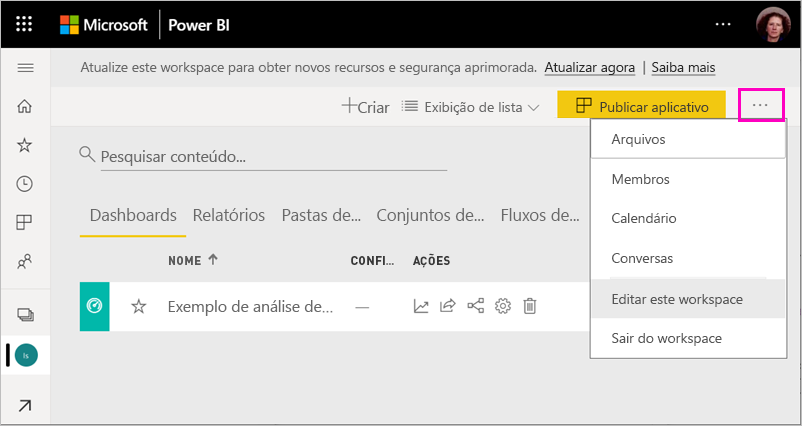 Microsoft Power BI ...
Atualize este workspace para obter novos recursos e segurança aprimorada. Atualizar agora | Saiba mais
+Criar Exibição de lista Publicar aplicativo ...
Pesquisar conteúdo...
Dashboards Relatórios Pastas de... Conjuntos de... Fluxos de...
NOME CONFI... AÇÕES
Exemplo de análise de... —
Is
Arquivos
Membros
Calendário
Conversas
Editar este workspace
Sair do workspace